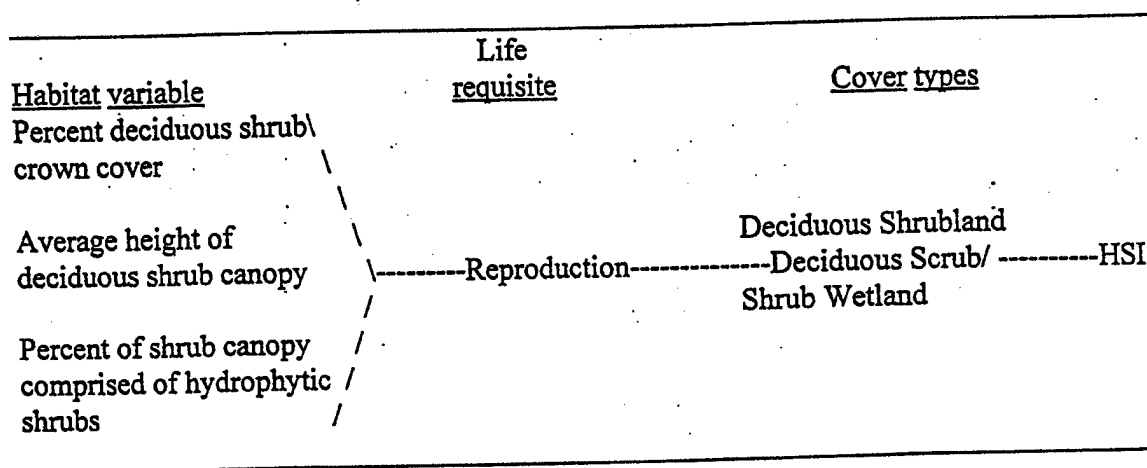 Life
requisite
Habitat variable
Cover types
Percent deciduous shrub\
crown cover
\
\
\
Average height of
deciduous shrub canopy
Deciduous Shrubland
\---------Reproduction--------------Deciduous Scrub/ ----------HSI
Shrub Wetland
/
/
Percent of shrub canopy /
comprised of hydrophytic /
shrubs /